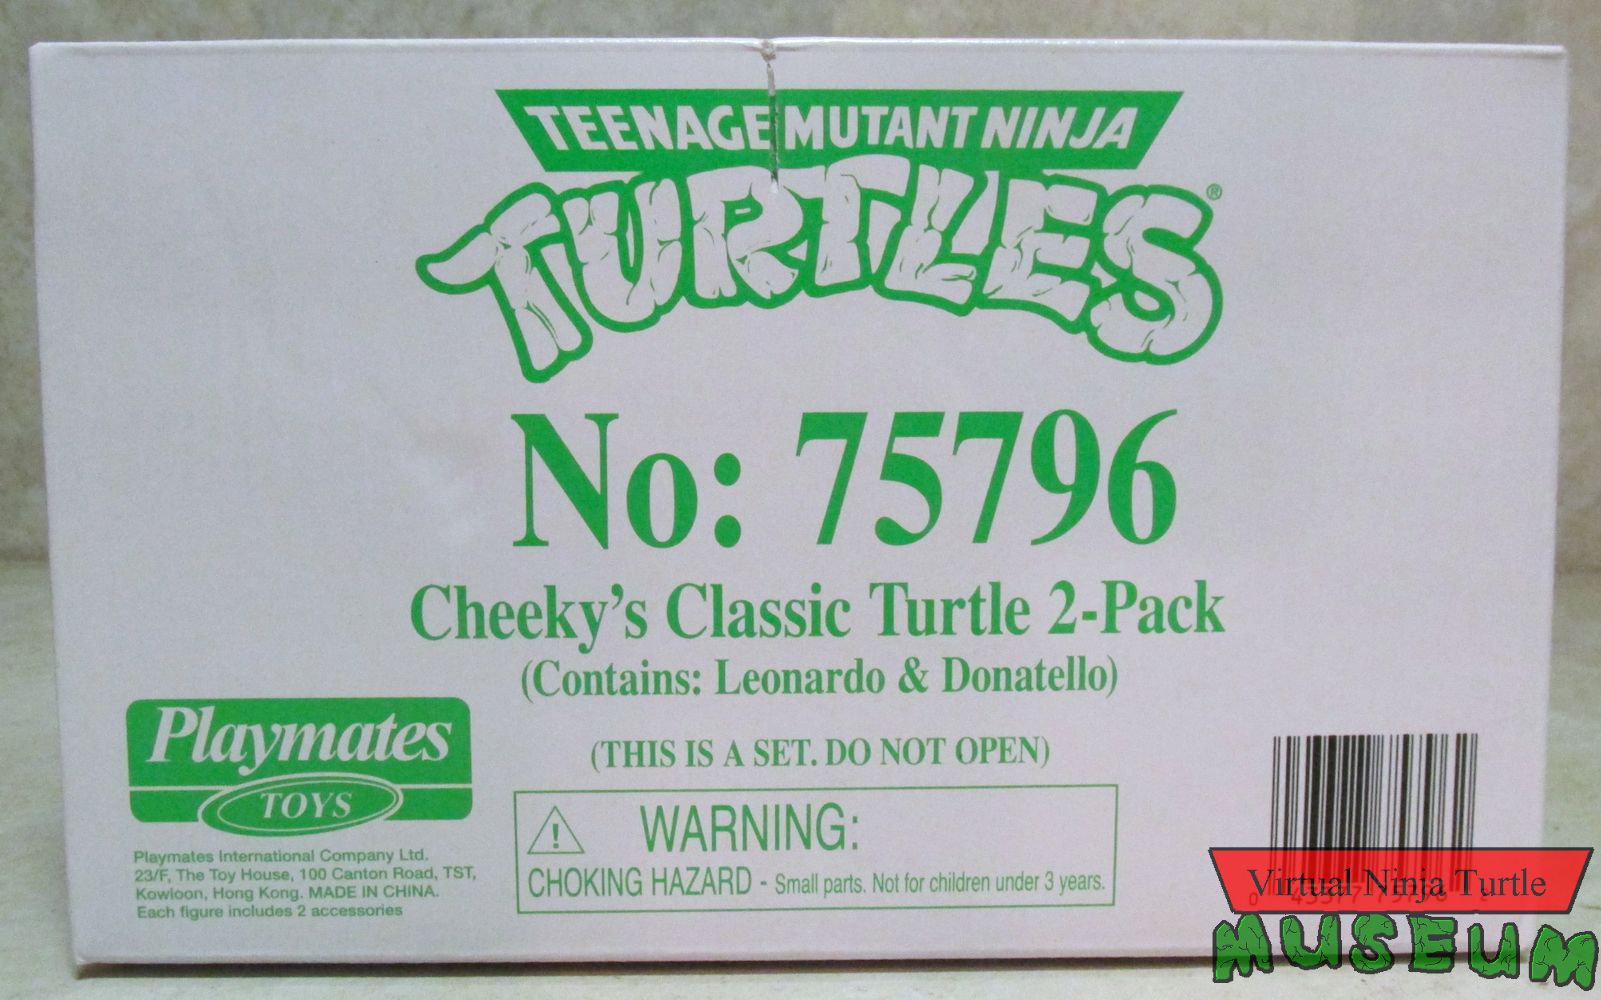 TEENAGE MUTANT NINJA
TURTLES®
No: 75796
Cheeky's Classic Turtle 2-Pack
(Contains: Leonardo & Donatello)
(THIS IS A SET. DO NOT OPEN)
Playmates
TOYS
Playmates International Company Ltd.
23/F, The Toy House, 100 Canton Road, TST,
Kowloon, Hong Kong. MADE IN CHINA.
Each figure includes 2 accessories
WARNING:
CHOKING HAZARD - Small parts. Not for children under 3 years.
Virtual Ninja Turtle
MUSEUM